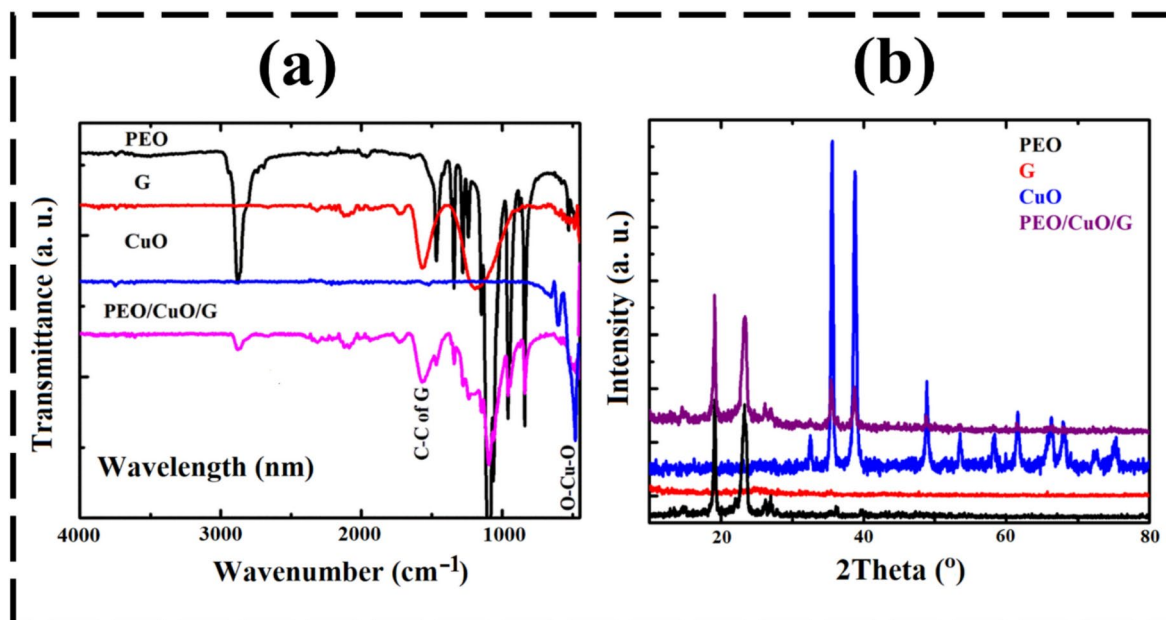 (a)
PEO
G
CuO
PEO/CuO/G
C-C of G
O-Cu-O
Wavelength (nm)
Transmittance (a. u.)
4000 3000 2000 1000
Wavenumber (cm⁻¹)
(b)
PEO
G
CuO
PEO/CuO/G
Intensity (a. u.)
20 40 60 80
2Theta (°)